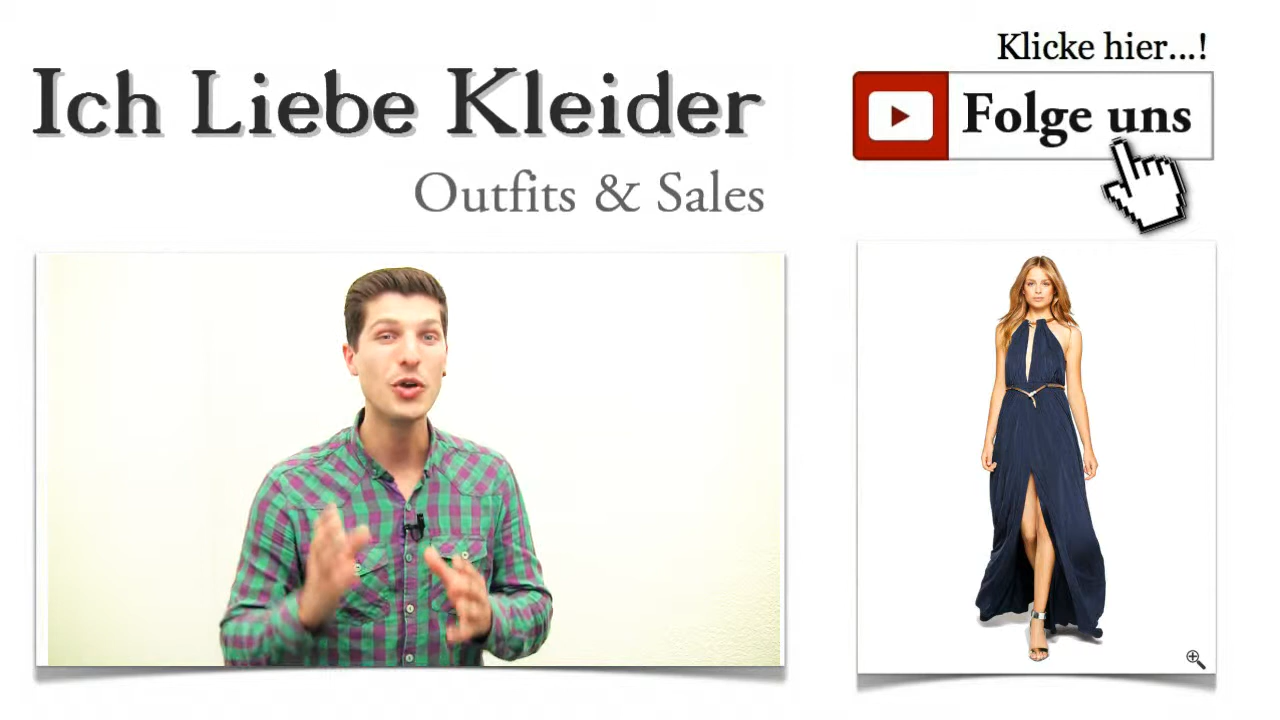 Klicke hier...!
Ich Liebe Kleider
Folge uns
Outfits & Sales